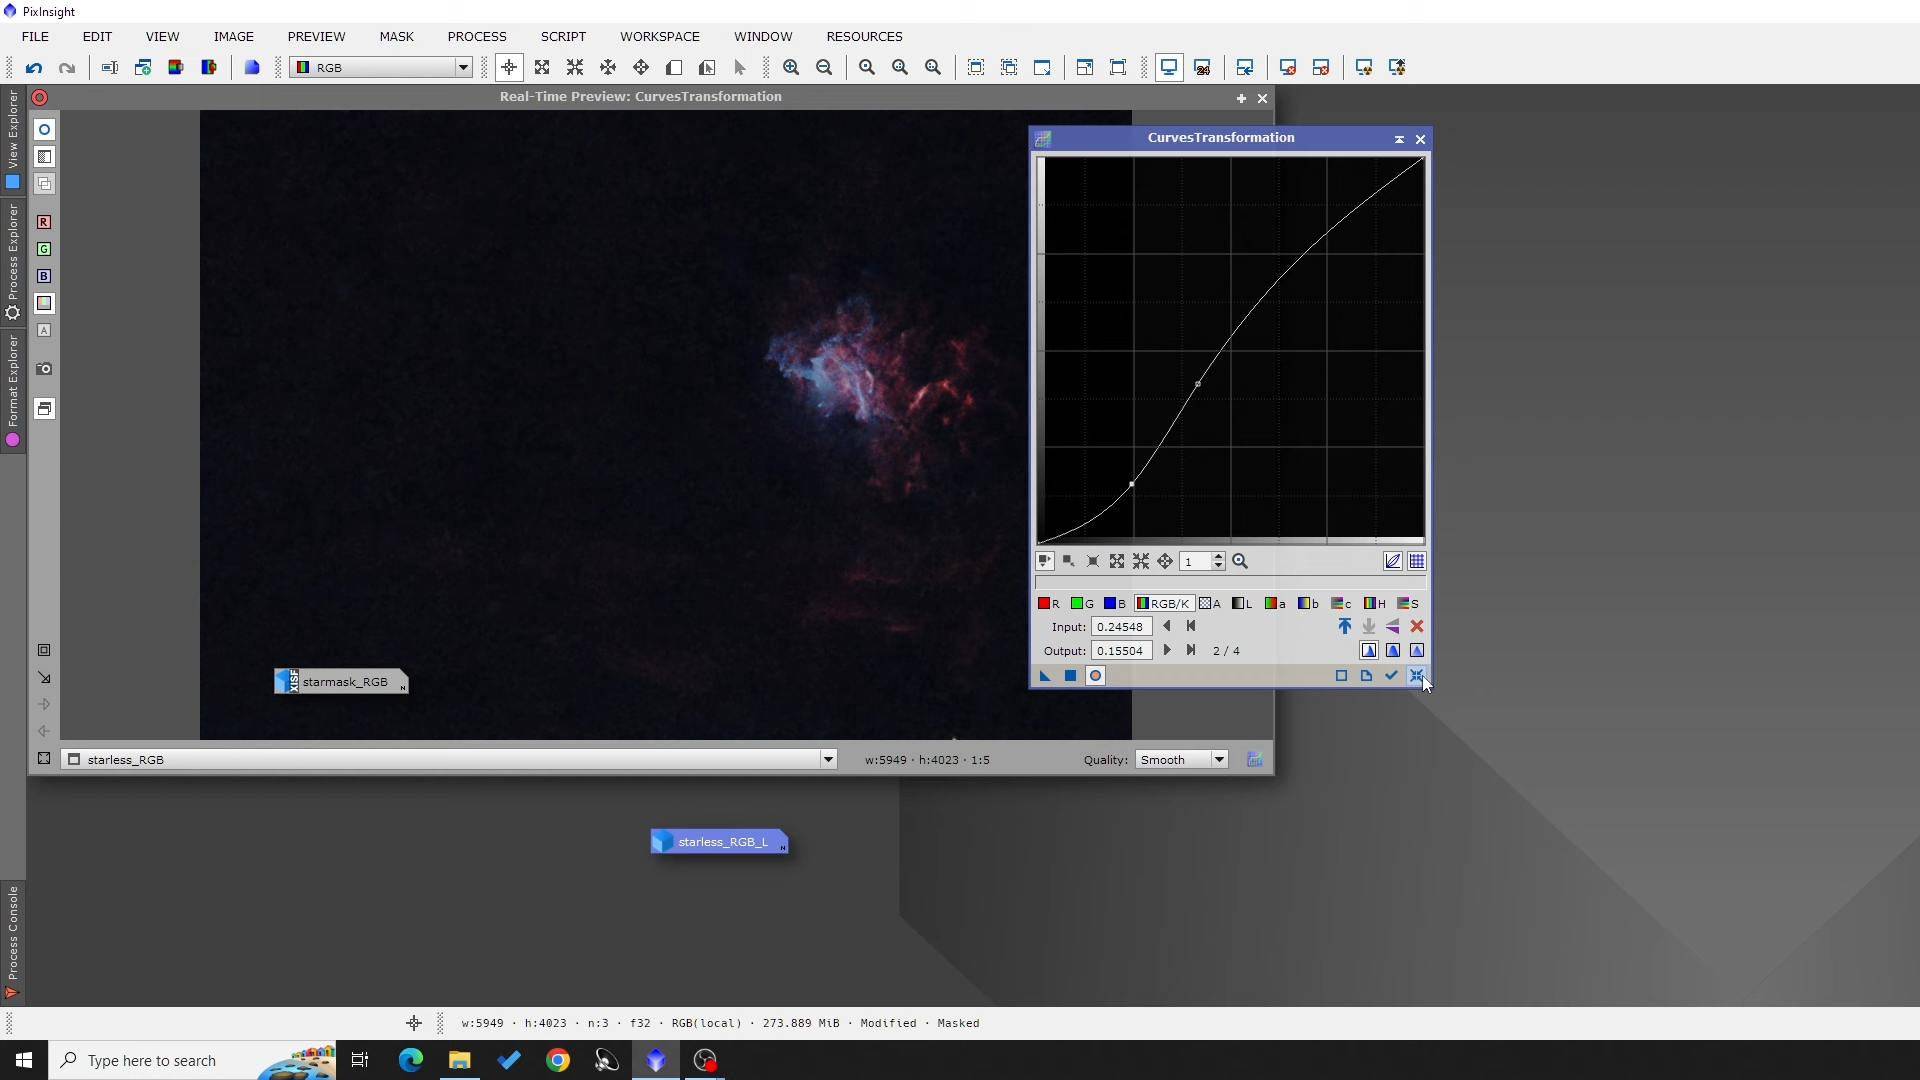 PixInsight
FILE EDIT VIEW IMAGE PREVIEW MASK PROCESS SCRIPT WORKSPACE WINDOW RESOURCES
RGB
24
Real-Time Preview: CurvesTransformation
View Explorer
Process Explorer
Format Explorer
Process Console
R
G
B
A
CurvesTransformation
1
R G B RGB/K A L a b c H S
Input: 0.24548
Output: 0.15504 2 / 4
XISF starmask_RGB N
starless_RGB w:5949 · h:4023 · 1:5 Quality: Smooth
starless_RGB_L N
w:5949 · h:4023 · n:3 · f32 · RGB(local) · 273.889 MiB · Modified · Masked
Type here to search